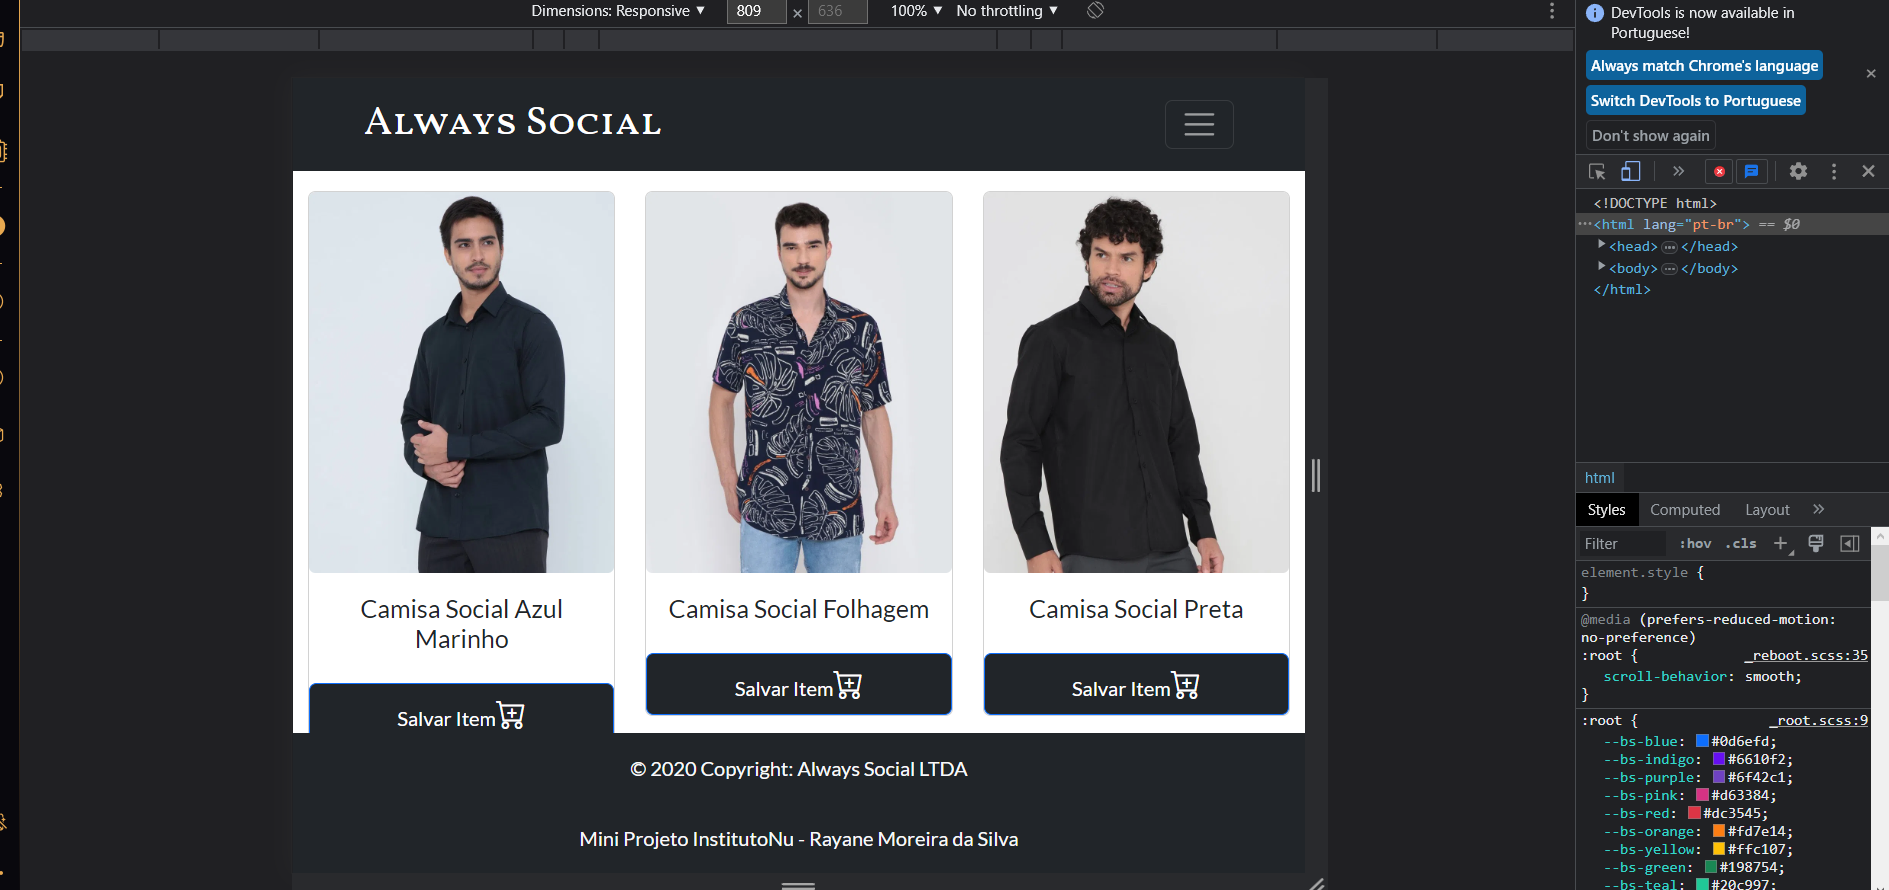 Dimensions: Responsive ▼ 809 × 636 100% ▼ No throttling ▼
DevTools is now available in
Portuguese!
Always match Chrome's language
Switch DevTools to Portuguese
Don't show again
Always Social
Camisa Social Azul
Marinho
Salvar Item
Camisa Social Folhagem
Salvar Item
Camisa Social Preta
Salvar Item
© 2020 Copyright: Always Social LTDA
Mini Projeto InstitutoNu - Rayane Moreira da Silva
<!DOCTYPE html>
<html lang="pt-br"> == $0
<head> </head>
<body> </body>
</html>
html
Styles Computed Layout
Filter :hov .cls
element.style {
}
@media (prefers-reduced-motion:
no-preference)
:root { _reboot.scss:35
scroll-behavior: smooth;
}
:root { _root.scss:9
--bs-blue: #0d6efd;
--bs-indigo: #6610f2;
--bs-purple: #6f42c1;
--bs-pink: #d63384;
--bs-red: #dc3545;
--bs-orange: #fd7e14;
--bs-yellow: #ffc107;
--bs-green: #198754;
--bs-teal: #20c997;